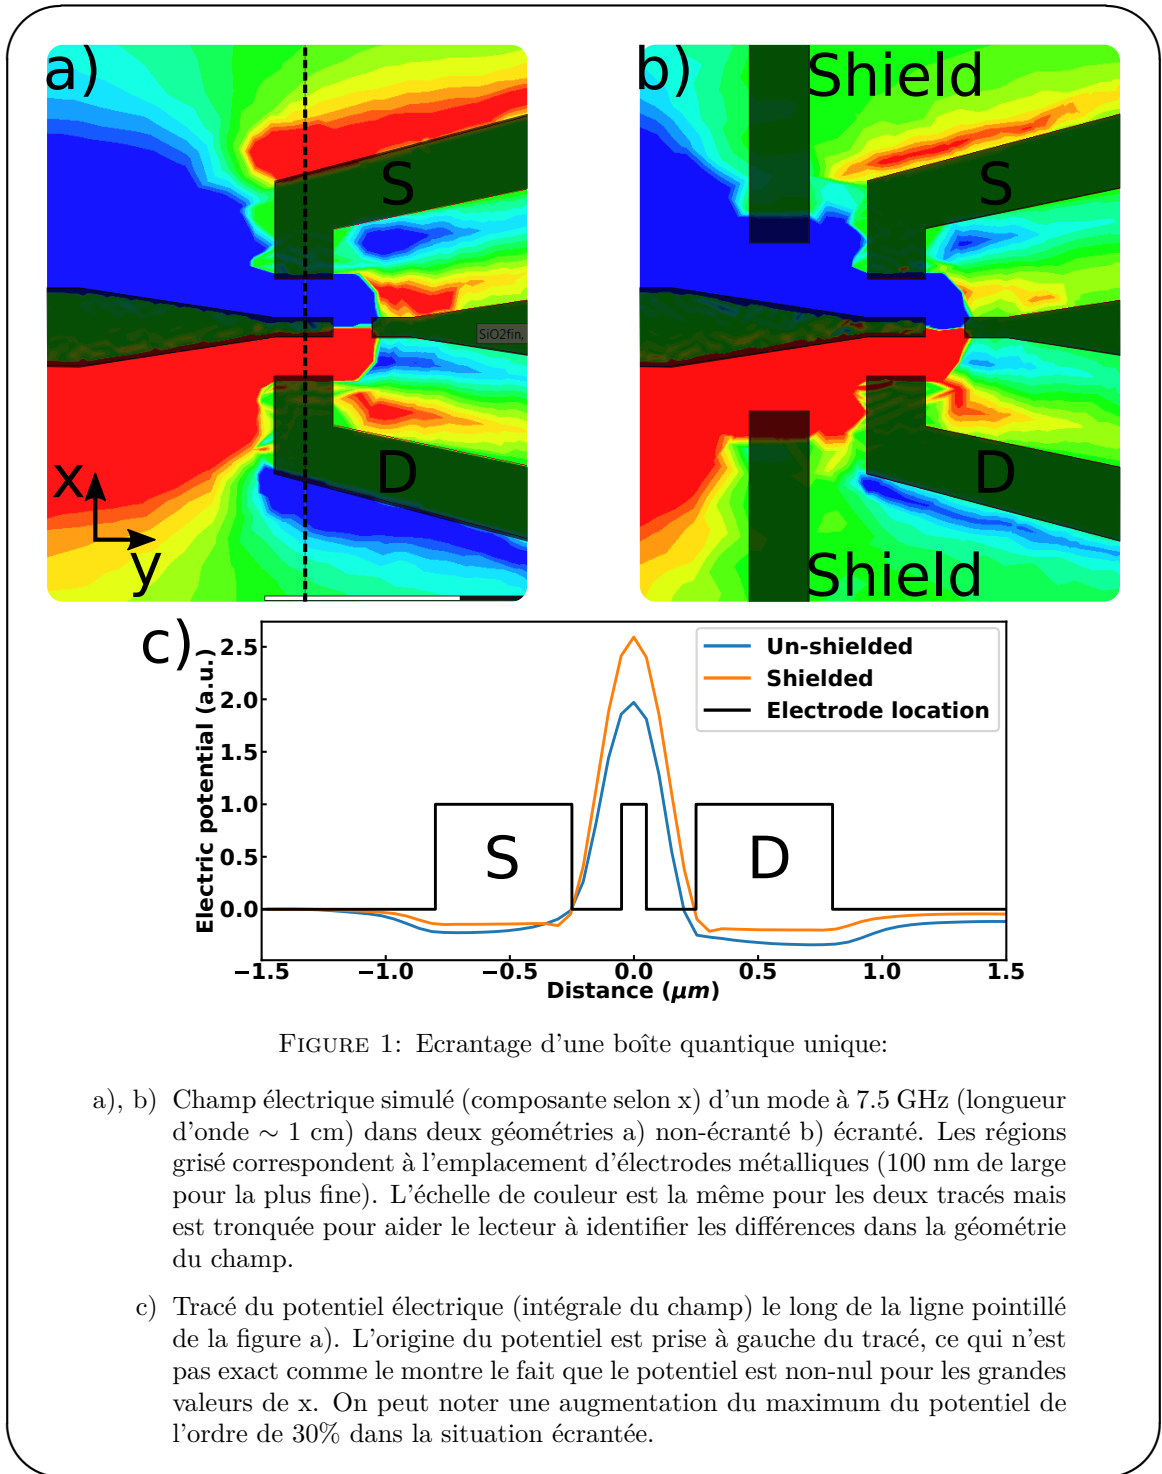 a)
b)
Shield
S
S
SiO2fin,
D
D
x
y
Shield
c)
Electric potential (a.u.)
2.5
2.0
1.5
1.0
0.5
0.0
Un-shielded
Shielded
Electrode location
S
D
−1.5 −1.0 −0.5 0.0 0.5 1.0 1.5
Distance (μm)
FIGURE 1: Ecrantage d'une boîte quantique unique:
a), b) Champ électrique simulé (composante selon x) d'un mode à 7.5 GHz (longueur
d'onde ∼ 1 cm) dans deux géométries a) non-écranté b) écranté. Les régions
grisé correspondent à l'emplacement d'électrodes métalliques (100 nm de large
pour la plus fine). L'échelle de couleur est la même pour les deux tracés mais
est tronquée pour aider le lecteur à identifier les différences dans la géométrie
du champ.
c) Tracé du potentiel électrique (intégrale du champ) le long de la ligne pointillé
de la figure a). L'origine du potentiel est prise à gauche du tracé, ce qui n'est
pas exact comme le montre le fait que le potentiel est non-nul pour les grandes
valeurs de x. On peut noter une augmentation du maximum du potentiel de
l'ordre de 30% dans la situation écrantée.